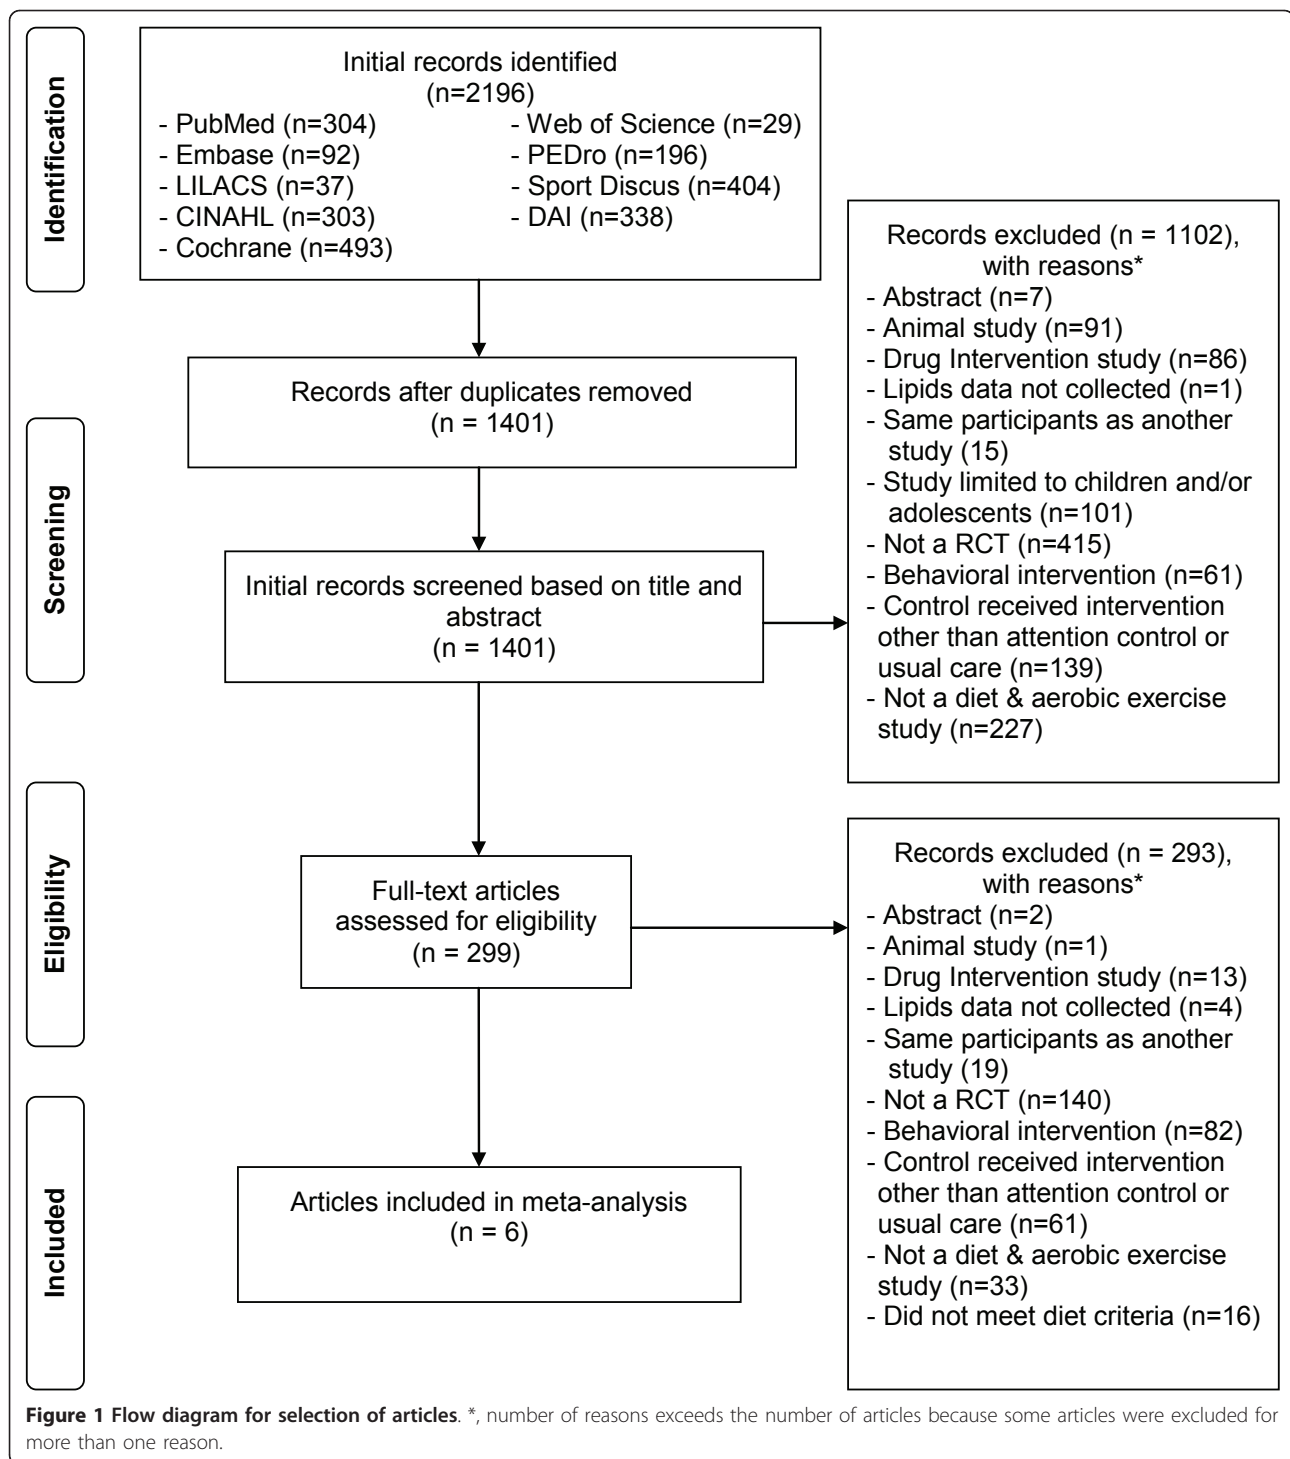 Identification
Initial records identified
(n=2196)
- PubMed (n=304)
- Embase (n=92)
- LILACS (n=37)
- CINAHL (n=303)
- Cochrane (n=493)
- Web of Science (n=29)
- PEDro (n=196)
- Sport Discus (n=404)
- DAI (n=338)
Screening
Records after duplicates removed
(n = 1401)
Initial records screened based on title and
abstract
(n = 1401)
Records excluded (n = 1102),
with reasons*
- Abstract (n=7)
- Animal study (n=91)
- Drug Intervention study (n=86)
- Lipids data not collected (n=1)
- Same participants as another
study (15)
- Study limited to children and/or
adolescents (n=101)
- Not a RCT (n=415)
- Behavioral intervention (n=61)
- Control received intervention
other than attention control or
usual care (n=139)
- Not a diet & aerobic exercise
study (n=227)
Eligibility
Full-text articles
assessed for eligibility
(n = 299)
Records excluded (n = 293),
with reasons*
- Abstract (n=2)
- Animal study (n=1)
- Drug Intervention study (n=13)
- Lipids data not collected (n=4)
- Same participants as another
study (19)
- Not a RCT (n=140)
- Behavioral intervention (n=82)
- Control received intervention
other than attention control or
usual care (n=61)
- Not a diet & aerobic exercise
study (n=33)
- Did not meet diet criteria (n=16)
Included
Articles included in meta-analysis
(n = 6)
Figure 1 Flow diagram for selection of articles. *, number of reasons exceeds the number of articles because some articles were excluded for
more than one reason.